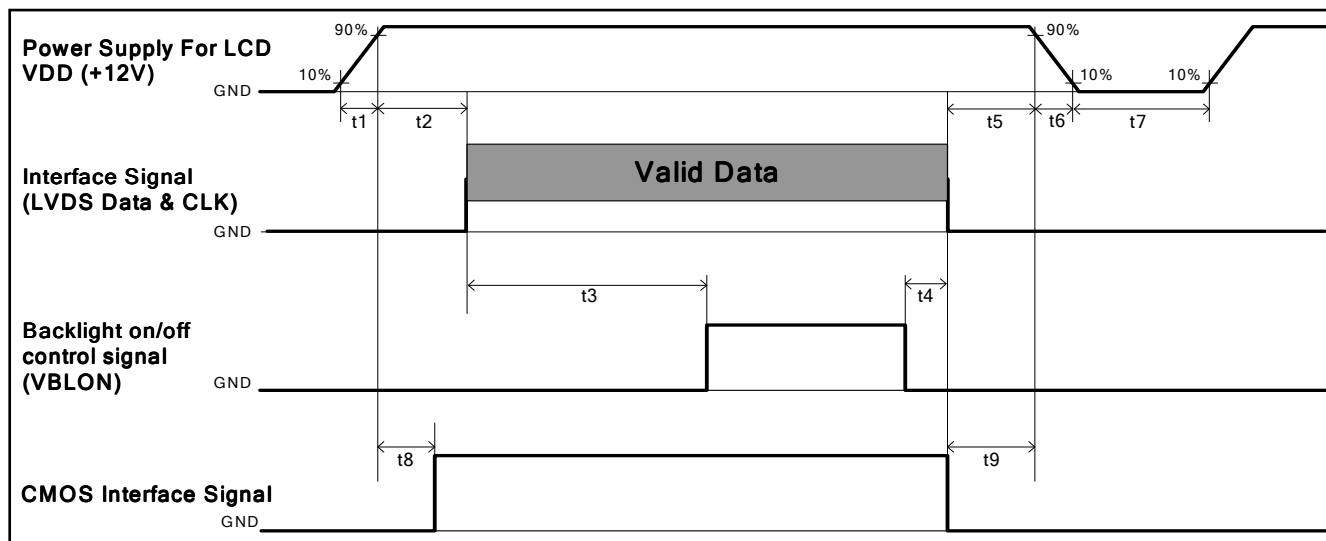 Power Supply For LCD
VDD (+12V)
GND
90%
10%
90%
10%
10%
t1
t2
t5
t6
t7
Interface Signal
(LVDS Data & CLK)
GND
Valid Data
t3
t4
Backlight on/off
control signal
(VBLON)
GND
t8
t9
CMOS Interface Signal
GND